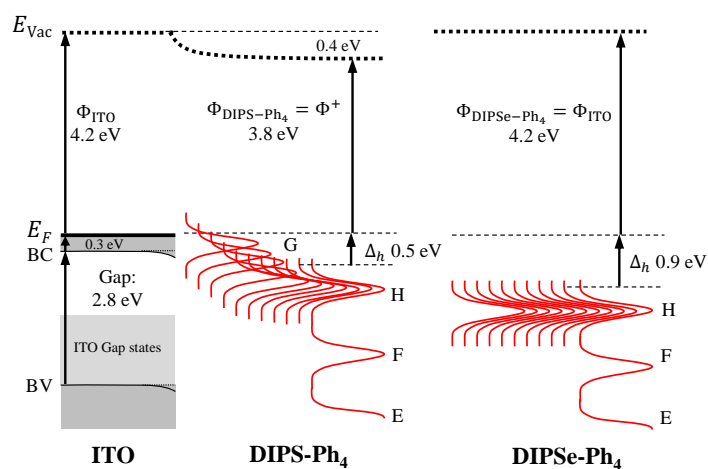 E_Vac
0.4 eV
Φ_ITO
4.2 eV
Φ_DIPS−Ph₄ = Φ⁺
3.8 eV
Φ_DIPSe−Ph₄ = Φ_ITO
4.2 eV
E_F
0.3 eV
BC
G
Δ_h 0.5 eV
Δ_h 0.9 eV
Gap:
2.8 eV
H
H
ITO Gap states
F
F
BV
E
E
ITO
DIPS-Ph₄
DIPSe-Ph₄